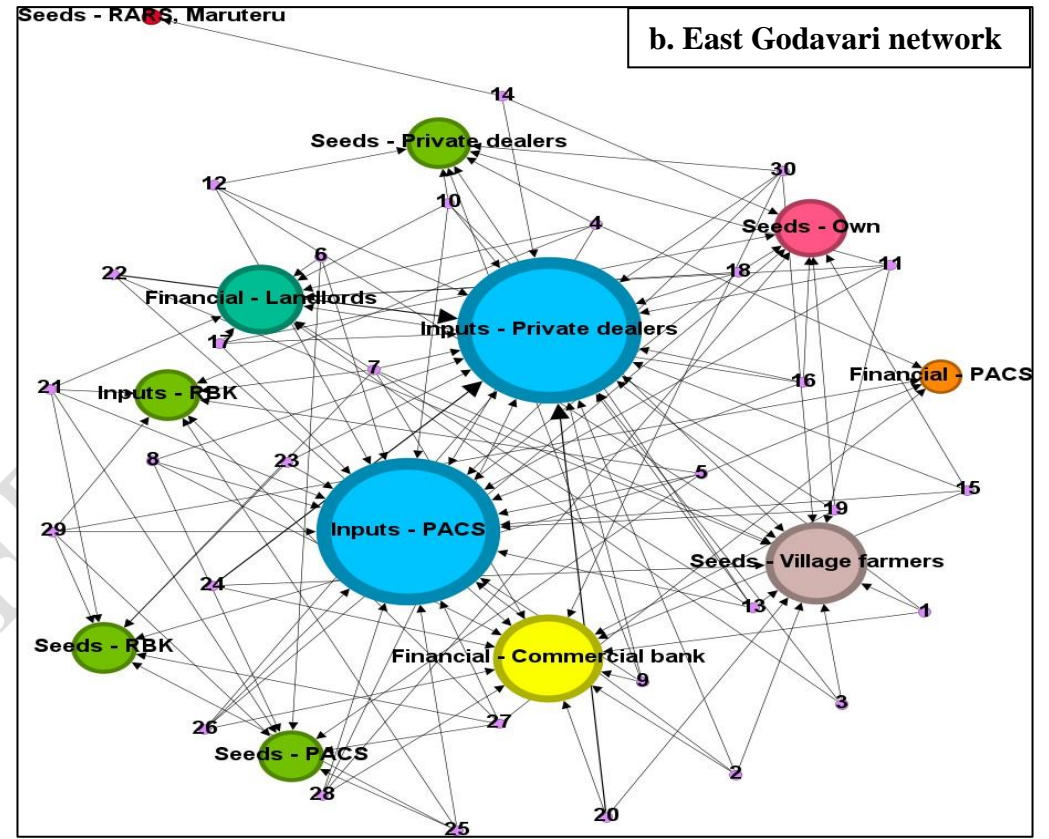 Seeds - RARS, Maruteru
b. East Godavari network
14
Seeds - Private dealers
30
12
10
4
Seeds - Own
6
18
11
22
Financial - Landlords
Inputs - Private dealers
17
7
16
Financial - PACS
21
Inputs - RBK
8
23
5
15
19
29
Inputs - PACS
Seeds - Village farmers
24
13
1
Seeds - RBK
Financial - Commercial bank
9
3
26
27
Seeds - PACS
2
28
20
25